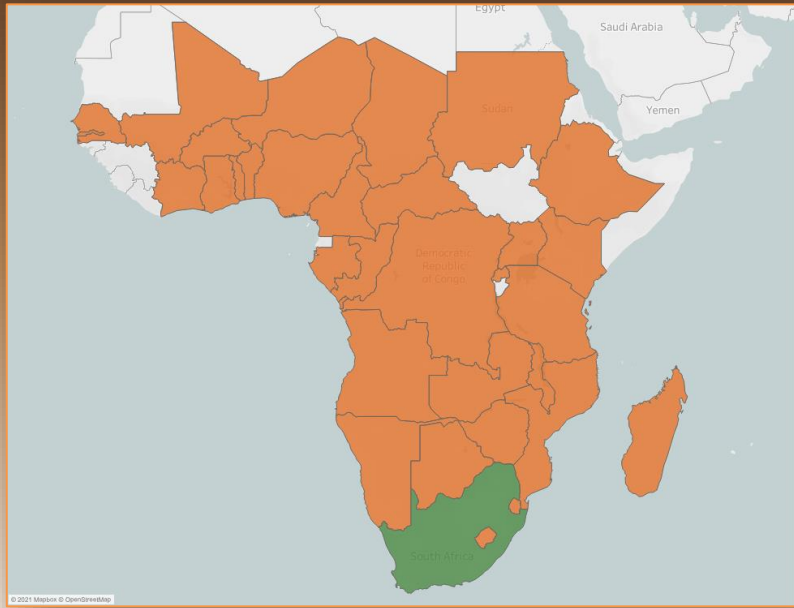 Egypt
Saudi Arabia
Sudan
Yemen
Democratic
Republic
of Congo
South Africa
© 2021 Mapbox © OpenStreetMap